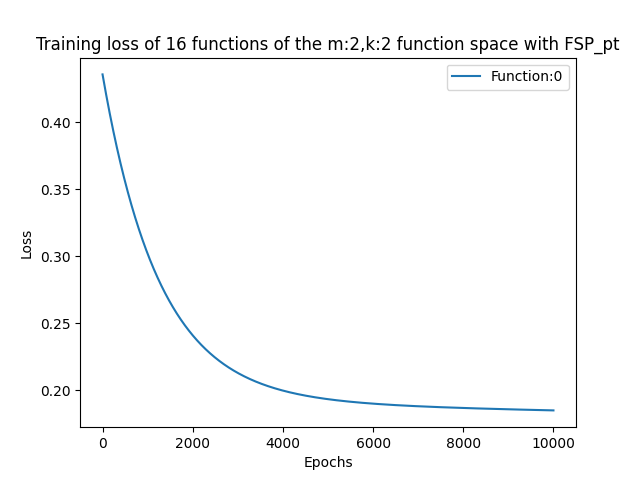 Training loss of 16 functions of the m:2,k:2 function space with FSP_pt
Function:0
0.40
0.35
0.30
0.25
0.20
Loss
0 2000 4000 6000 8000 10000
Epochs